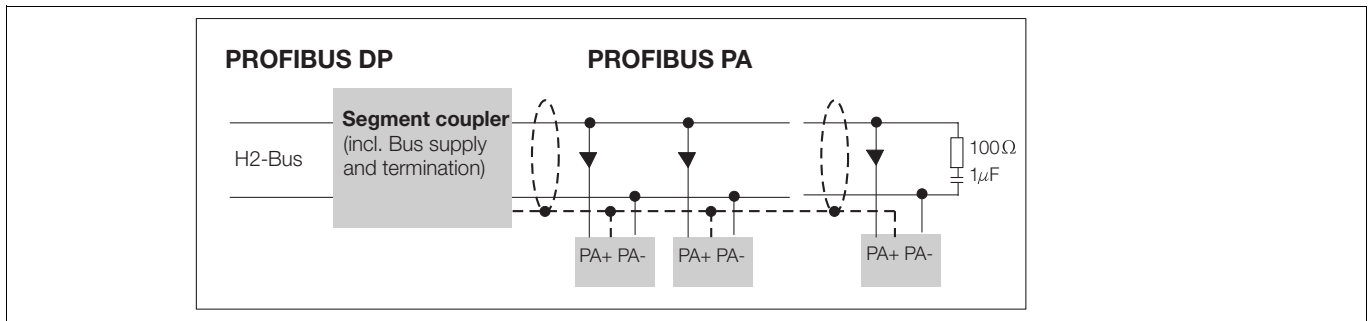 PROFIBUS DP
PROFIBUS PA
Segment coupler
(incl. Bus supply
and termination)
H2-Bus
100Ω
1μF
PA+ PA-
PA+ PA-
PA+ PA-